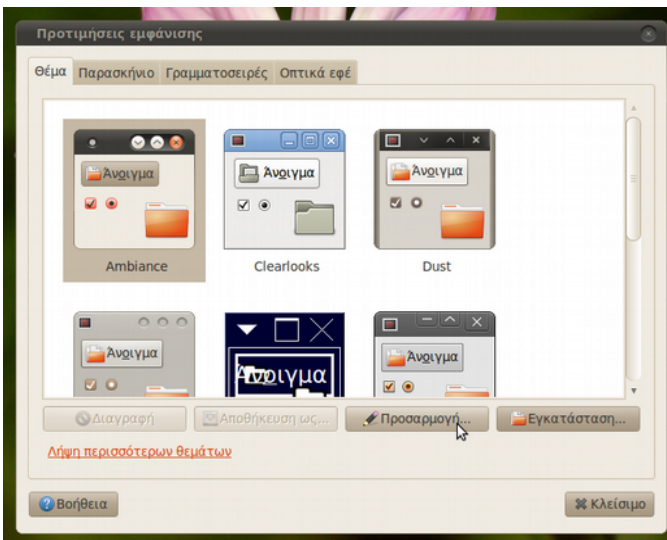 Προτιμήσεις εμφάνισης
Θέμα Παρασκήνιο Γραμματοσειρές Οπτικά εφέ
Άνοιγμα Άνοιγμα Άνοιγμα
Ambiance Clearlooks Dust
Άνοιγμα Άνοιγμα Άνοιγμα
Διαγραφή Αποθήκευση ως... Προσαρμογή... Εγκατάσταση...
Λήψη περισσότερων θεμάτων
Βοήθεια Κλείσιμο